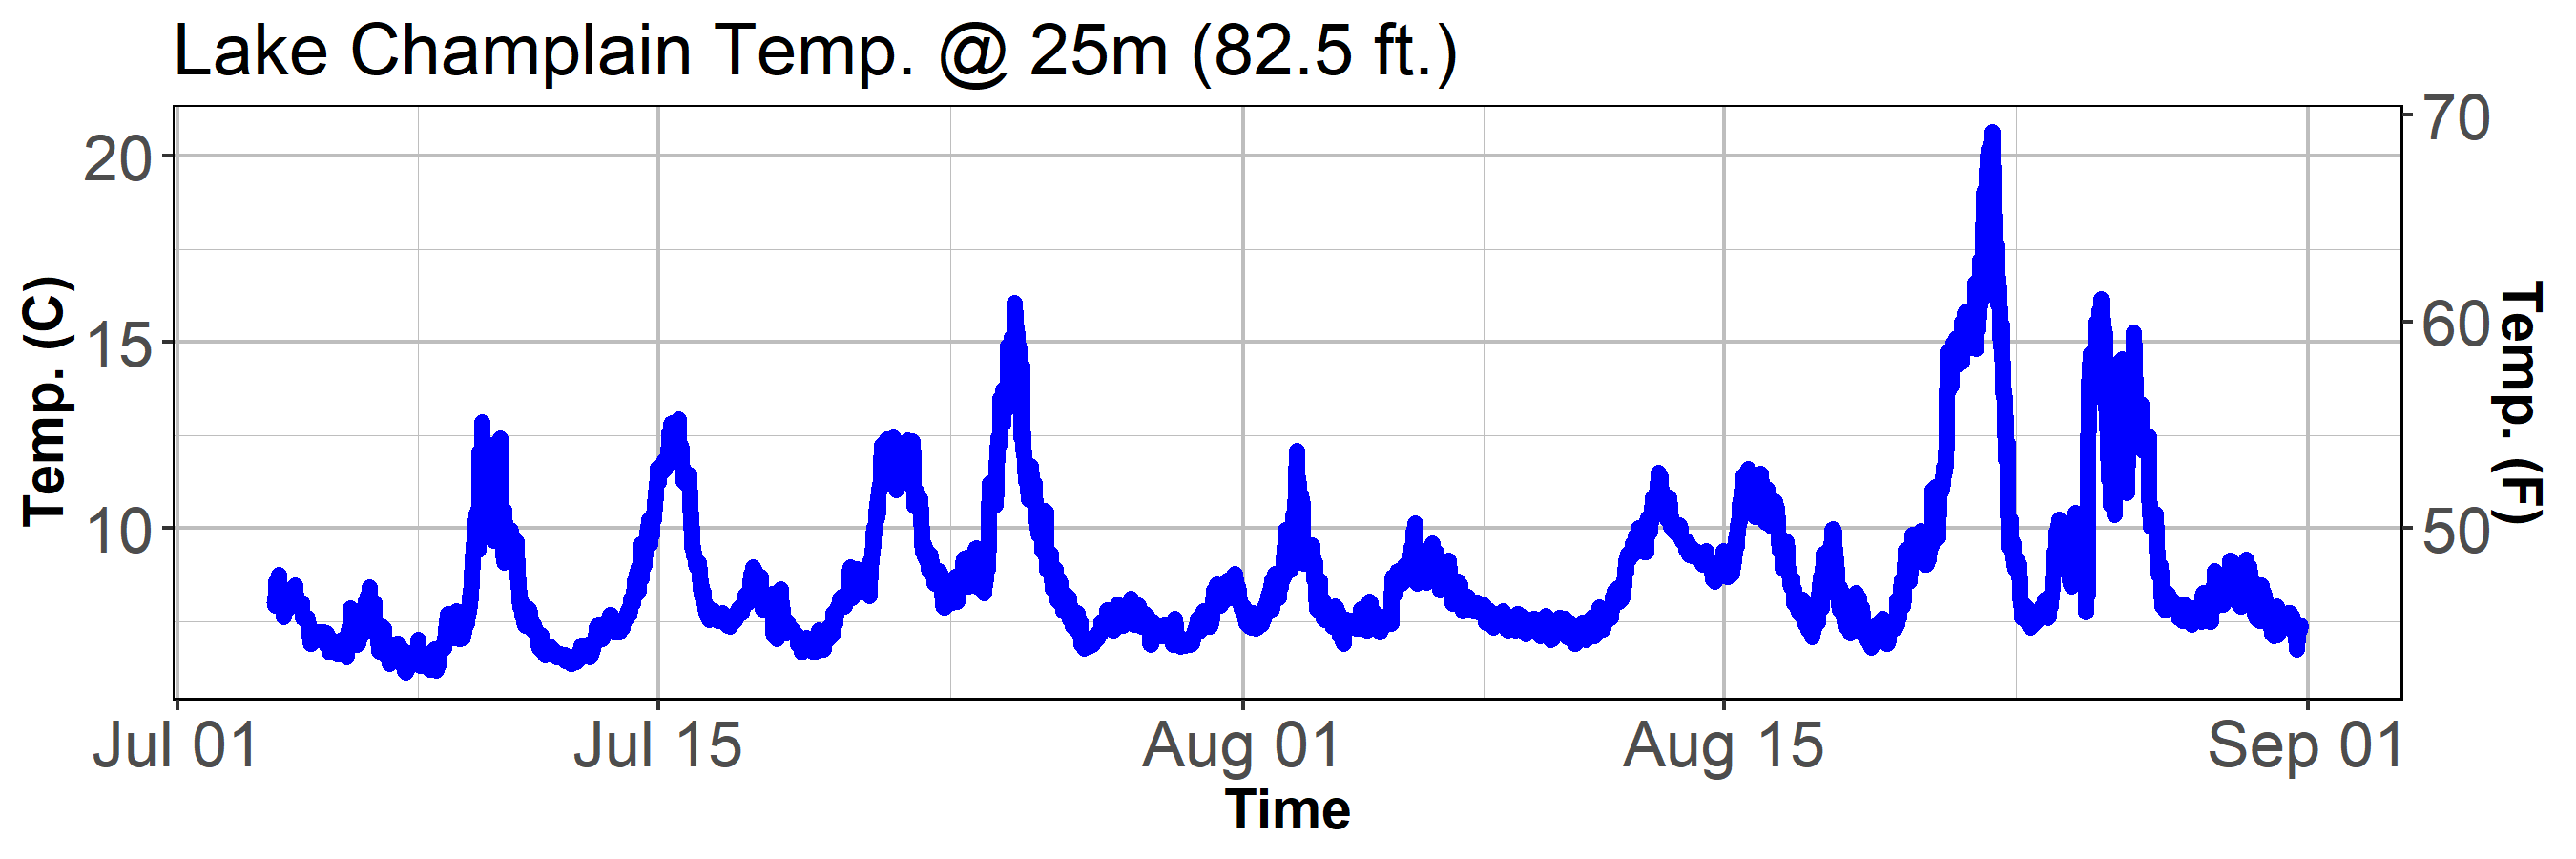 Lake Champlain Temp. @ 25m (82.5 ft.)
Temp. (C)
20
15
10
70
60
50
Temp. (F)
Jul 01
Jul 15
Aug 01
Aug 15
Sep 01
Time